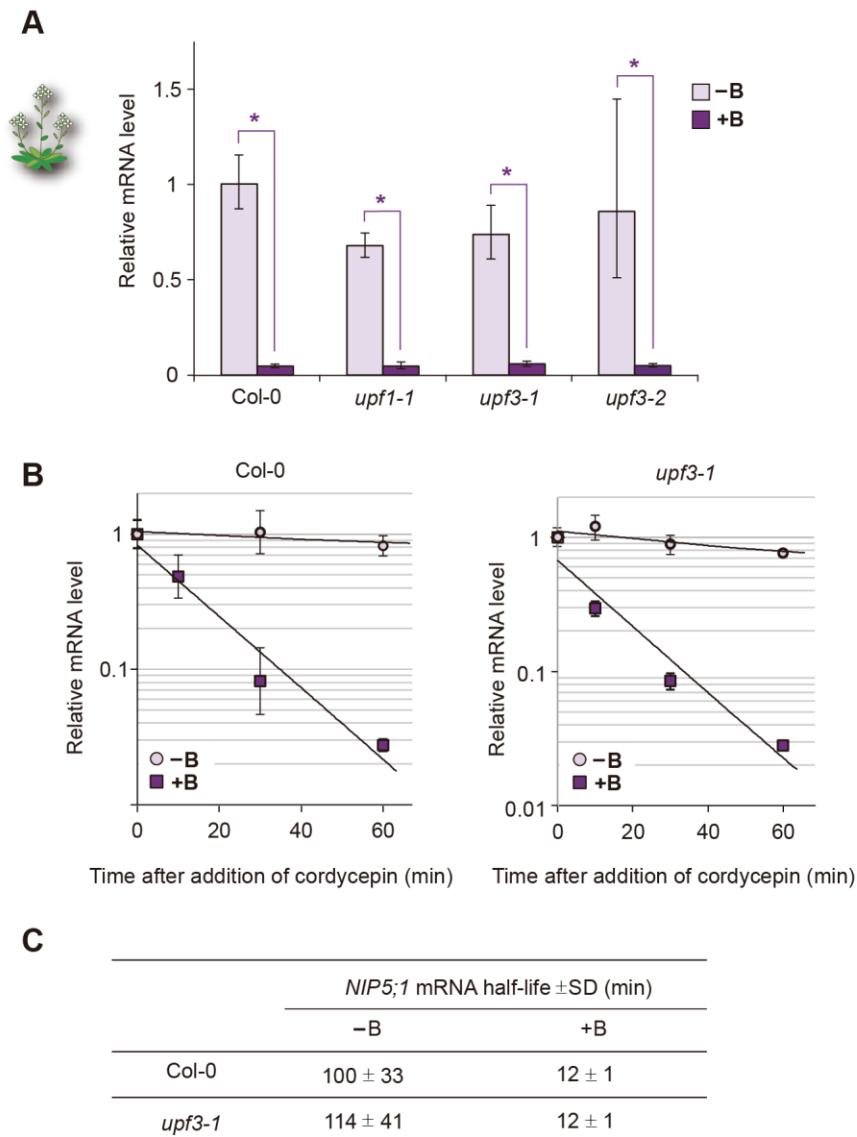 A
Relative mRNA level
1.5
1
0.5
0
* * * *
−B
+B
Col-0 upf1-1 upf3-1 upf3-2
B
Col-0
Relative mRNA level
1
0.1
−B
+B
0 20 40 60
Time after addition of cordycepin (min)
upf3-1
Relative mRNA level
1
0.1
0.01
−B
+B
0 20 40 60
Time after addition of cordycepin (min)
C
NIP5;1 mRNA half-life ±SD (min)
−B +B
Col-0 100 ± 33 12 ± 1
upf3-1 114 ± 41 12 ± 1